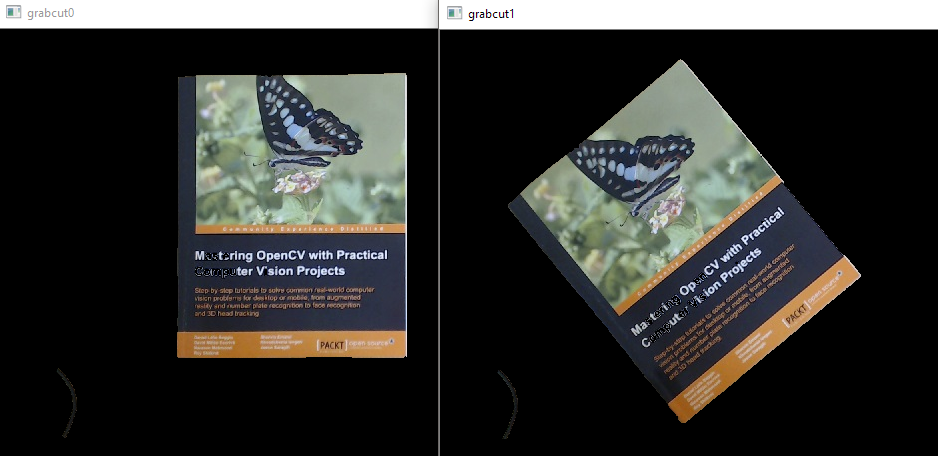 grabcut0
Community Experience Distilled
Mastering OpenCV with Practical
Computer Vision Projects
Step-by-step tutorials to solve common real-world computer
vision problems for desktop or mobile, from augmented
reality and number plate recognition to face recognition
and 3D head tracking
PACKT
open source
grabcut1
Community Experience Distilled
Mastering OpenCV with Practical
Computer Vision Projects
Step-by-step tutorials to solve common real-world computer
vision problems for desktop or mobile, from augmented
reality and number plate recognition to face recognition
and 3D head tracking
PACKT
open source